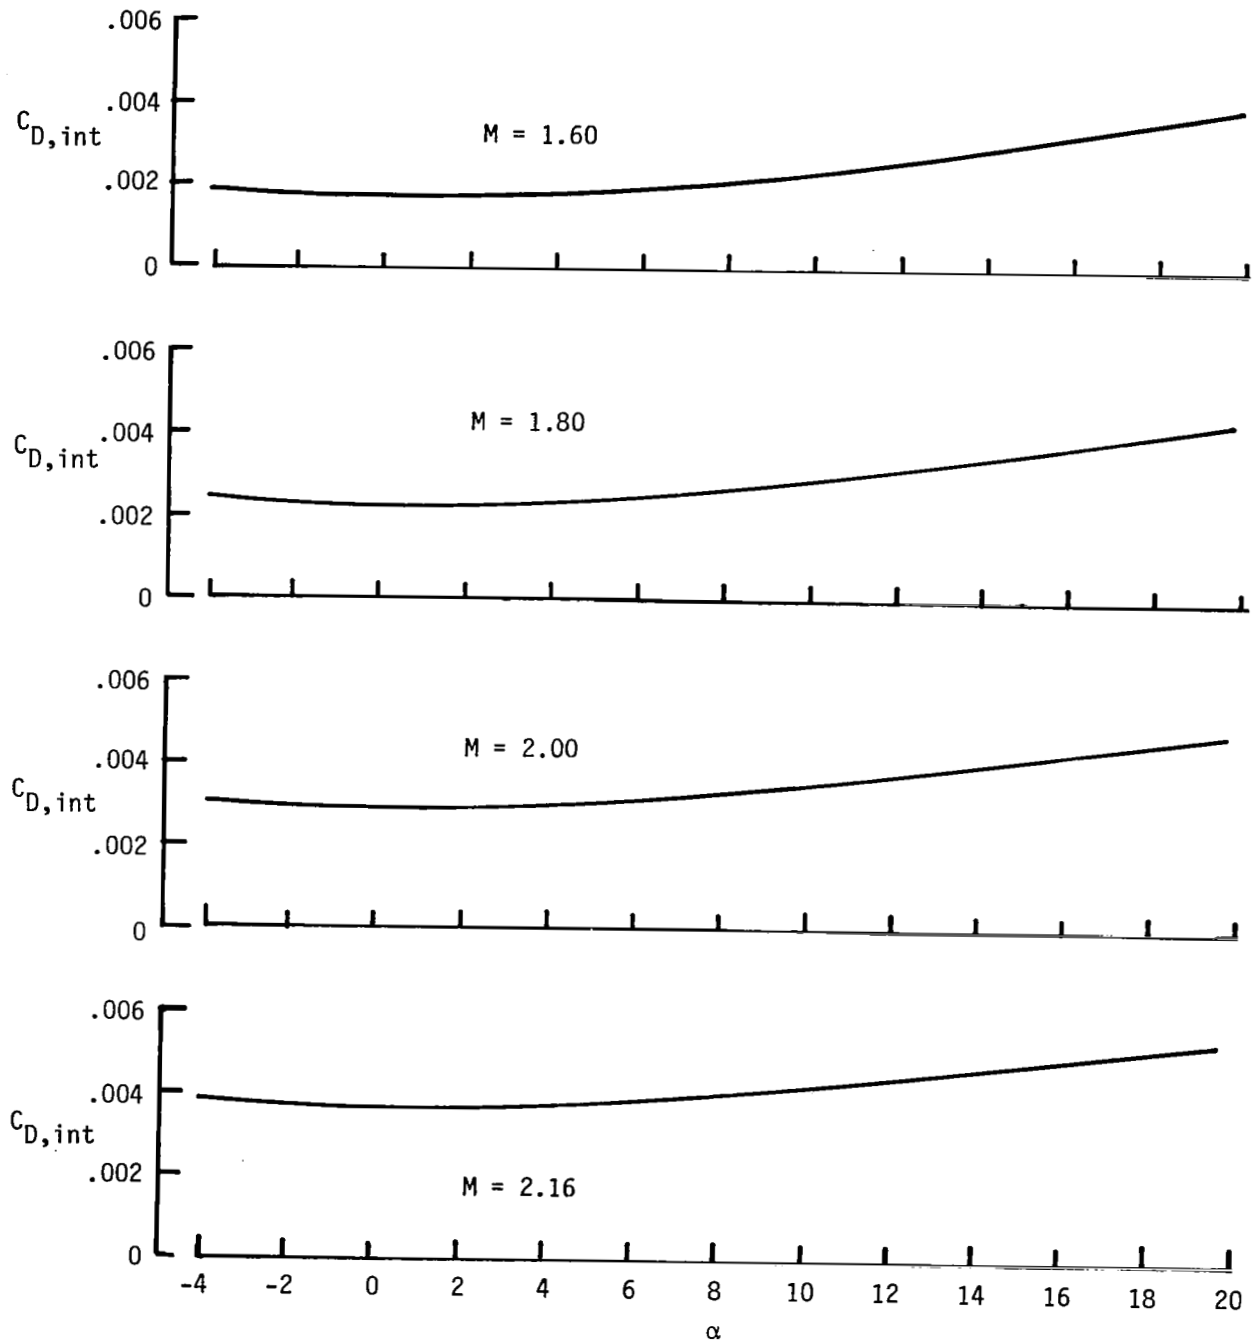 .006
.004
C_D,int
M = 1.60
.002
0
.006
M = 1.80
.004
C_D,int
.002
0
.006
M = 2.00
.004
C_D,int
.002
0
.006
.004
C_D,int
.002
M = 2.16
0
-4 -2 0 2 4 6 8 10 12 14 16 18 20
α